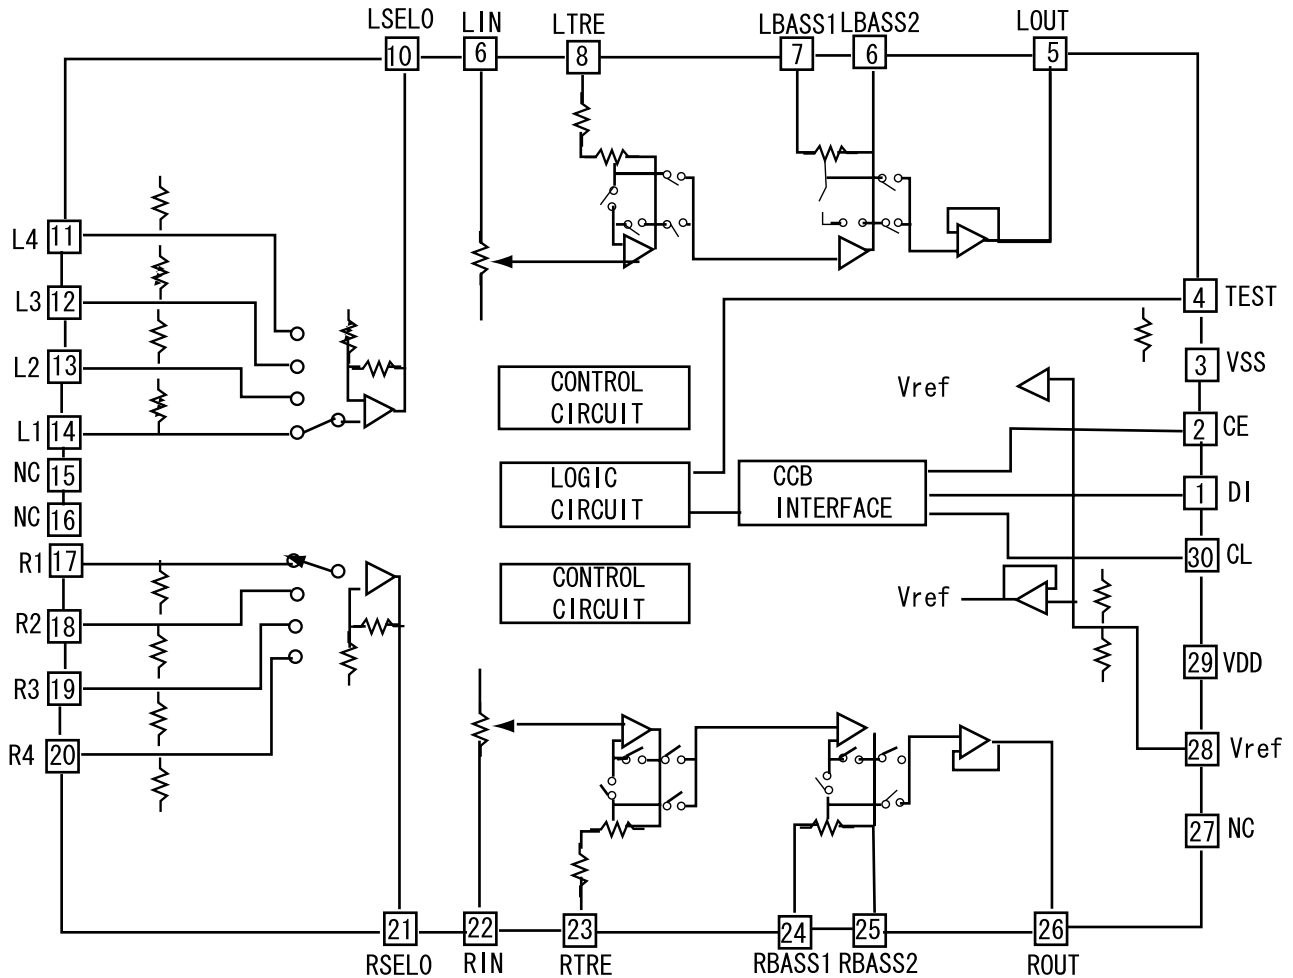 LSELO
LIN
LTRE
LBASS1
LBASS2
LOUT
10
6
8
7
6
5
L4
11
L3
12
L2
13
L1
14
NC
15
NC
16
R1
17
R2
18
R3
19
R4
20
4
TEST
3
VSS
2
CE
1
DI
30
CL
29
VDD
28
Vref
27
NC
CONTROL
CIRCUIT
LOGIC
CIRCUIT
CCB
INTERFACE
CONTROL
CIRCUIT
Vref
Vref
21
22
23
24
25
26
RSELO
RIN
RTRE
RBASS1
RBASS2
ROUT